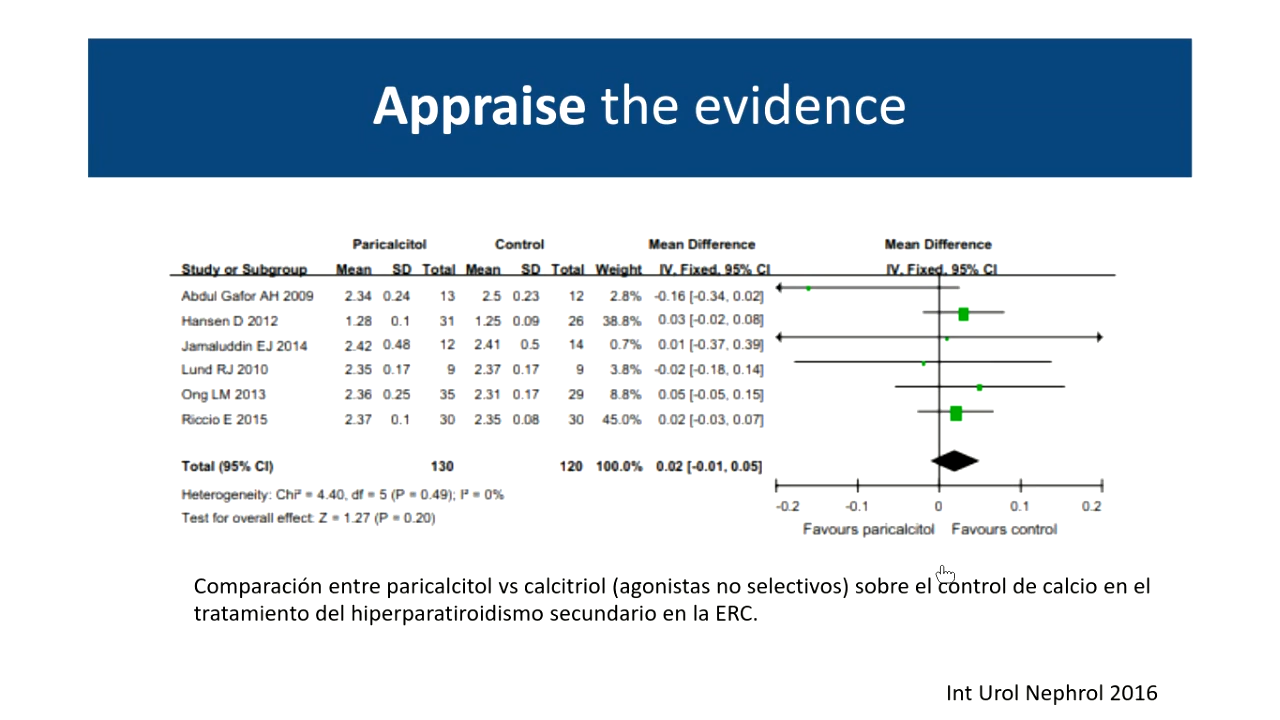 Appraise the evidence
Paricalcitol Control Mean Difference Mean Difference
Study or Subgroup Mean SD Total Mean SD Total Weight IV, Fixed, 95% CI IV, Fixed, 95% CI
Abdul Gafor AH 2009 2.34 0.24 13 2.5 0.23 12 2.8% -0.16 [-0.34, 0.02]
Hansen D 2012 1.28 0.1 31 1.25 0.09 26 38.8% 0.03 [-0.02, 0.08]
Jamaluddin EJ 2014 2.42 0.48 12 2.41 0.5 14 0.7% 0.01 [-0.37, 0.39]
Lund RJ 2010 2.35 0.17 9 2.37 0.17 9 3.8% -0.02 [-0.18, 0.14]
Ong LM 2013 2.36 0.25 35 2.31 0.17 29 8.8% 0.05 [-0.05, 0.15]
Riccio E 2015 2.37 0.1 30 2.35 0.08 30 45.0% 0.02 [-0.03, 0.07]
Total (95% CI) 130 120 100.0% 0.02 [-0.01, 0.05]
Heterogeneity: Chi² = 4.40, df = 5 (P = 0.49); I² = 0%
Test for overall effect: Z = 1.27 (P = 0.20)
-0.2 -0.1 0 0.1 0.2
Favours paricalcitol Favours control
Comparación entre paricalcitol vs calcitriol (agonistas no selectivos) sobre el control de calcio en el
tratamiento del hiperparatiroidismo secundario en la ERC.
Int Urol Nephrol 2016